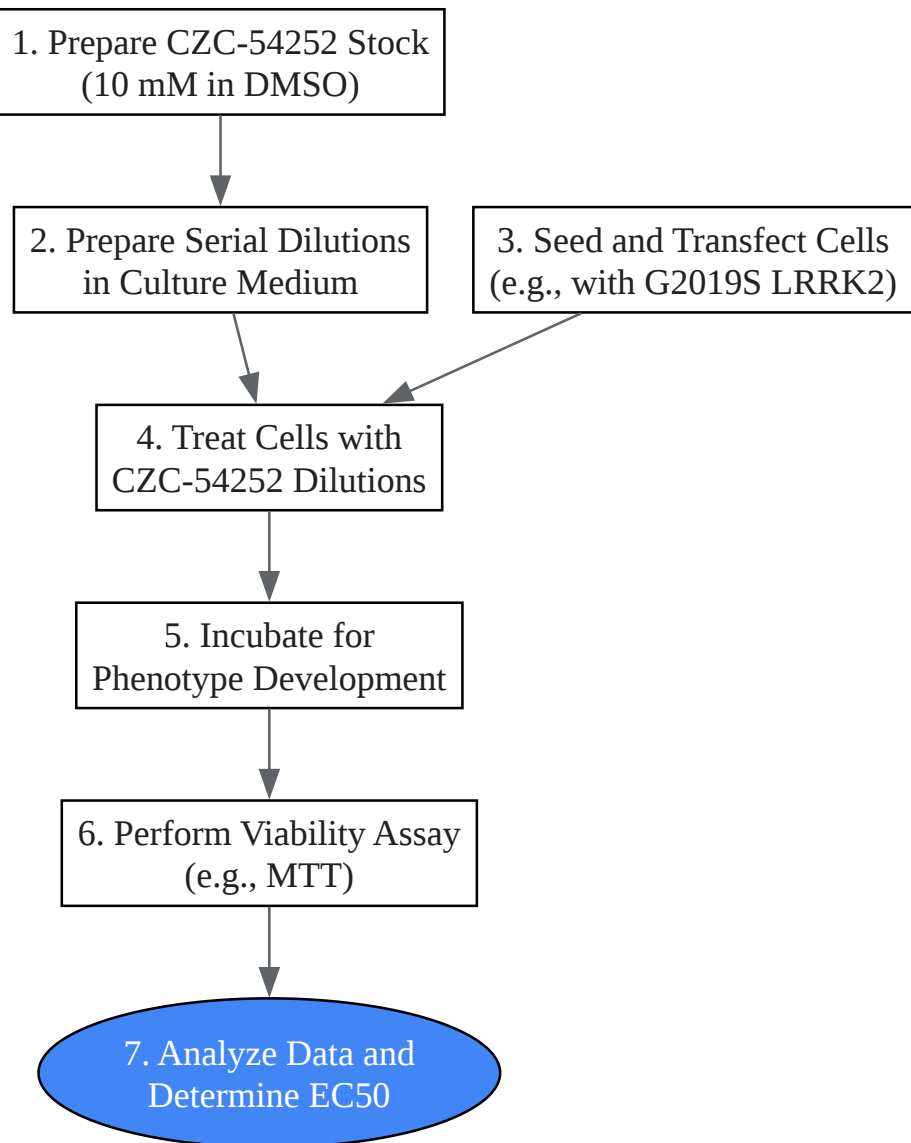 1. Prepare CZC-54252 Stock
(10 mM in DMSO)
2. Prepare Serial Dilutions
in Culture Medium
3. Seed and Transfect Cells
(e.g., with G2019S LRRK2)
4. Treat Cells with
CZC-54252 Dilutions
5. Incubate for
Phenotype Development
6. Perform Viability Assay
(e.g., MTT)
7. Analyze Data and
Determine EC50